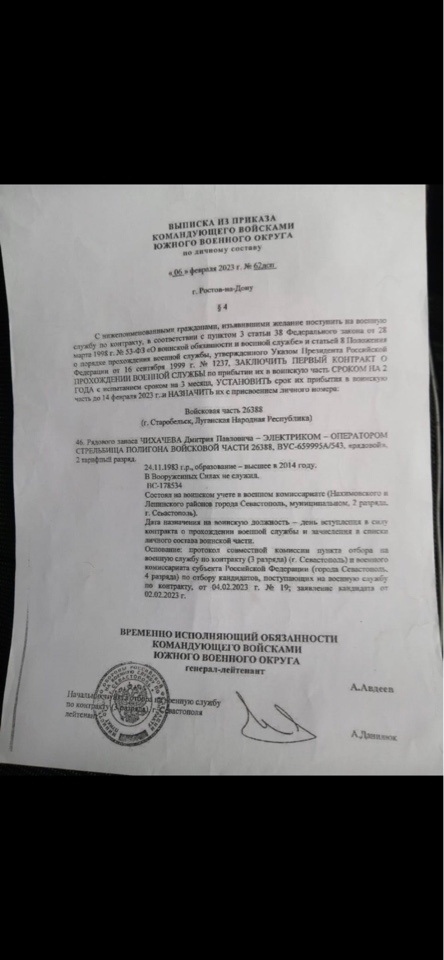 ВЫПИСКА ИЗ ПРИКАЗА
КОМАНДУЮЩЕГО ВОЙСКАМИ
ЮЖНОГО ВОЕННОГО ОКРУГА
по личному составу
« 06 » февраля 2023 г. № 62дсп
г. Ростов-на-Дону
§ 4
С нижепоименованными гражданами, изъявившими желание поступить на военную
службу по контракту, в соответствии с пунктом 3 статьи 38 Федерального закона от 28
марта 1998 г. № 53-ФЗ «О воинской обязанности и военной службе» и статьей 8 Положения
о порядке прохождения военной службы, утвержденного Указом Президента Российской
Федерации от 16 сентября 1999 г. № 1237, ЗАКЛЮЧИТЬ ПЕРВЫЙ КОНТРАКТ О
ПРОХОЖДЕНИИ ВОЕННОЙ СЛУЖБЫ по прибытии их в воинскую часть СРОКОМ НА 2
ГОДА с испытанием сроком на 3 месяца, УСТАНОВИТЬ срок их прибытия в воинскую
часть до 14 февраля 2023 г. и НАЗНАЧИТЬ их с присвоением личного номера:
Войсковая часть 26388
(г. Старобельск, Луганская Народная Республика)
46. Рядового запаса ЧИХАЧЕВА Дмитрия Павловича – ЭЛЕКТРИКОМ – ОПЕРАТОРОМ
СТРЕЛЬБИЩА ПОЛИГОНА ВОЙСКОВОЙ ЧАСТИ 26388, ВУС-659995А/543, «рядовой»,
2 тарифный разряд.
24.11.1983 г.р., образование – высшее в 2014 году.
В Вооруженных Силах не служил.
ВС-178534
Состоял на воинском учете в военном комиссариате (Нахимовского и
Ленинского районов города Севастополь, муниципальном, 2 разряда,
г. Севастополь).
Дата назначения на воинскую должность – день вступления в силу
контракта о прохождении военной службы и зачисления в списки
личного состава воинской части.
Основание: протокол совместной комиссии пункта отбора на
военную службу по контракту (3 разряда) (г. Севастополь) и военного
комиссариата субъекта Российской Федерации (города Севастополь,
4 разряда) по отбору кандидатов, поступающих на военную службу
по контракту, от 04.02.2023 г. № 19; заявление кандидата от
02.02.2023 г.
ВРЕМЕННО ИСПОЛНЯЮЩИЙ ОБЯЗАННОСТИ
КОМАНДУЮЩЕГО ВОЙСКАМИ
ЮЖНОГО ВОЕННОГО ОКРУГА
генерал-лейтенант
А.Авдеев
Начальник отбора на военную службу
по контракту (3 разряда) г. Севастополя
лейтенант